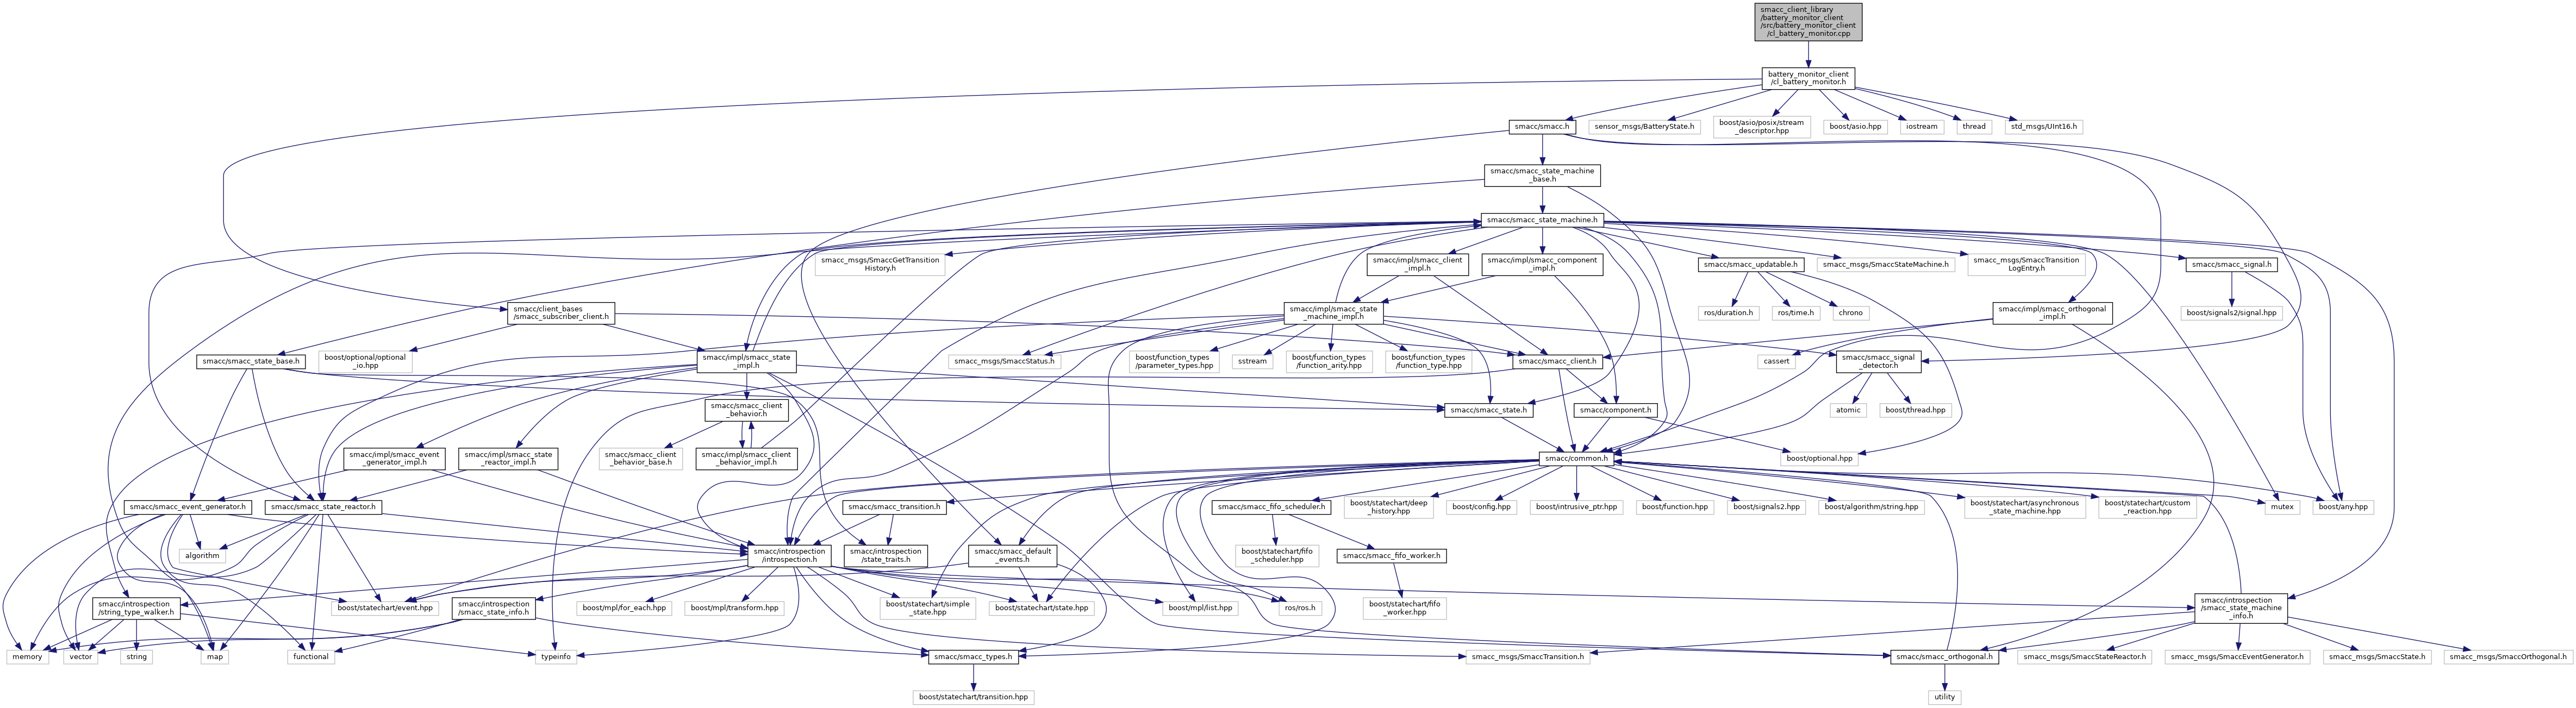 smacc_client_library
/battery_monitor_client
/src/battery_monitor_client
/cl_battery_monitor.cpp
battery_monitor_client
/cl_battery_monitor.h
smacc/smacc.h
sensor_msgs/BatteryState.h
boost/asio/posix/stream
_descriptor.hpp
boost/asio.hpp
iostream
thread
std_msgs/UInt16.h
smacc/smacc_state_machine
_base.h
smacc/smacc_state_machine.h
smacc_msgs/SmaccGetTransition
History.h
smacc/impl/smacc_client
_impl.h
smacc/impl/smacc_component
_impl.h
smacc/smacc_updatable.h
smacc_msgs/SmaccStateMachine.h
smacc_msgs/SmaccTransition
LogEntry.h
smacc/smacc_signal.h
smacc/client_bases
/smacc_subscriber_client.h
smacc/impl/smacc_state
_machine_impl.h
ros/duration.h
ros/time.h
chrono
smacc/impl/smacc_orthogonal
_impl.h
boost/signals2/signal.hpp
smacc/smacc_state_base.h
boost/optional/optional
_io.hpp
smacc/impl/smacc_state
_impl.h
smacc_msgs/SmaccStatus.h
boost/function_types
/parameter_types.hpp
sstream
boost/function_types
/function_arity.hpp
boost/function_types
/function_type.hpp
smacc/smacc_client.h
cassert
smacc/smacc_signal
_detector.h
smacc/smacc_client
_behavior.h
smacc/smacc_state.h
smacc/component.h
atomic
boost/thread.hpp
smacc/impl/smacc_event
_generator_impl.h
smacc/impl/smacc_state
_reactor_impl.h
smacc/smacc_client
_behavior_base.h
smacc/impl/smacc_client
_behavior_impl.h
smacc/common.h
boost/optional.hpp
smacc/smacc_event_generator.h
smacc/smacc_state_reactor.h
smacc/smacc_transition.h
smacc/smacc_fifo_scheduler.h
boost/statechart/deep
_history.hpp
boost/config.hpp
boost/intrusive_ptr.hpp
boost/function.hpp
boost/signals2.hpp
boost/algorithm/string.hpp
boost/statechart/asynchronous
_state_machine.hpp
boost/statechart/custom
_reaction.hpp
mutex
boost/any.hpp
algorithm
smacc/introspection
/introspection.h
smacc/introspection
/state_traits.h
smacc/smacc_default
_events.h
boost/statechart/fifo
_scheduler.hpp
smacc/smacc_fifo_worker.h
smacc/introspection
/string_type_walker.h
boost/statechart/event.hpp
smacc/introspection
/smacc_state_info.h
boost/mpl/for_each.hpp
boost/mpl/transform.hpp
boost/statechart/simple
_state.hpp
boost/statechart/state.hpp
boost/mpl/list.hpp
ros/ros.h
boost/statechart/fifo
_worker.hpp
smacc/introspection
/smacc_state_machine
_info.h
memory
vector
string
map
functional
typeinfo
smacc/smacc_types.h
smacc_msgs/SmaccTransition.h
smacc/smacc_orthogonal.h
smacc_msgs/SmaccStateReactor.h
smacc_msgs/SmaccEventGenerator.h
smacc_msgs/SmaccState.h
smacc_msgs/SmaccOrthogonal.h
boost/statechart/transition.hpp
utility